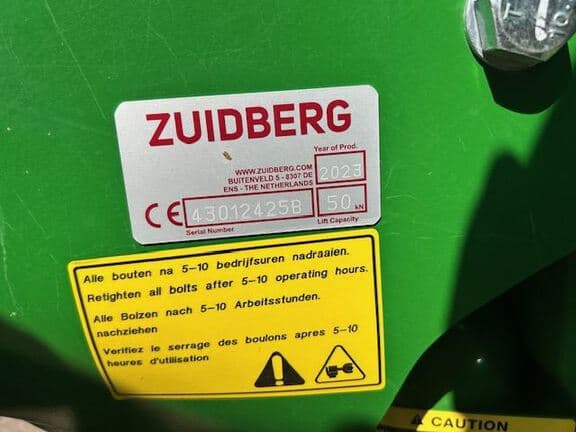 ZUIDBERG
Year of Prod.
WWW.ZUIDBERG.COM
BUITENVELD 5 - 8307 DE
ENS - THE NETHERLANDS
2023
CE 43012425B 50 kN
Serial Number Lift Capacity
Alle bouten na 5-10 bedrijfsuren nadraaien.
Retighten all bolts after 5-10 operating hours.
Alle Bolzen nach 5-10 Arbeitsstunden.
nachziehen
Verifiez le serrage des boulons apres 5-10
heures d'utilisation
CAUTION